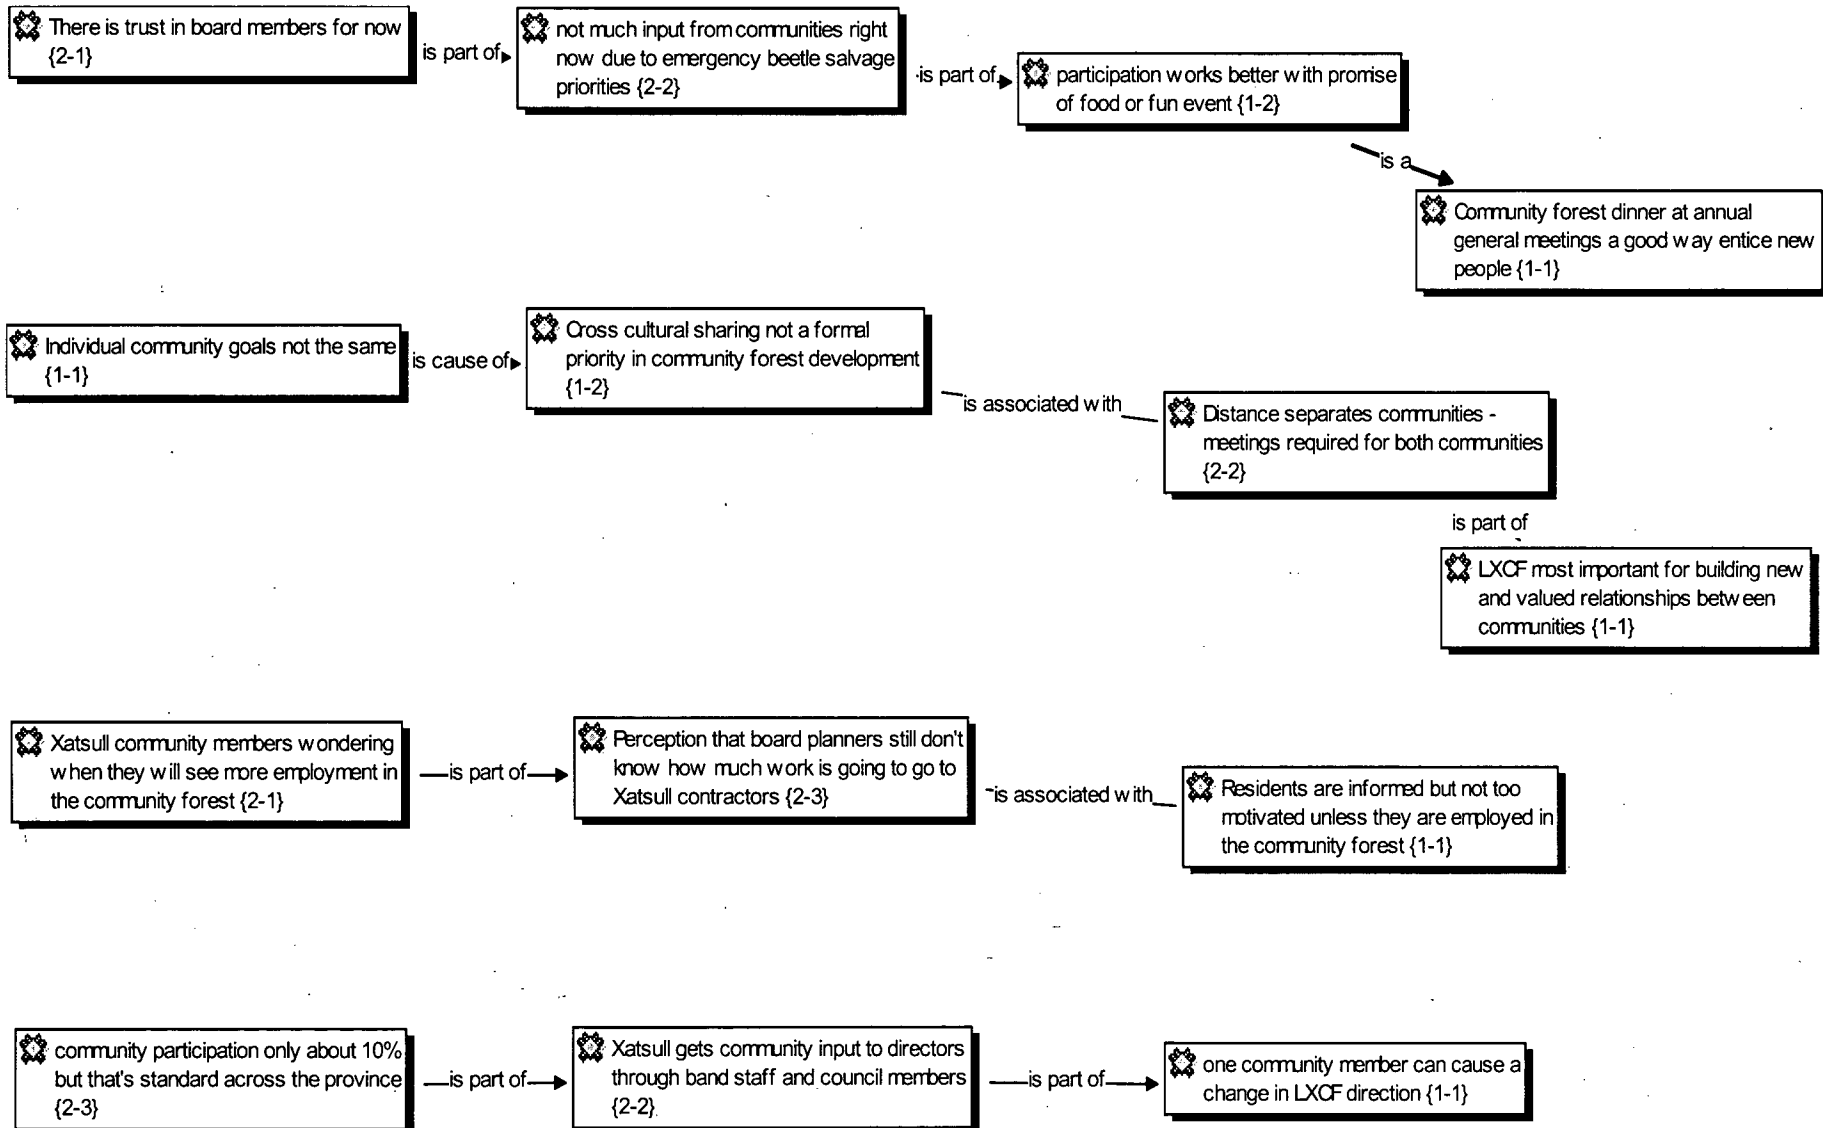 There is trust in board members for now
{2-1}
is part of
not much input from communities right
now due to emergency beetle salvage
priorities {2-2}
is part of
participation works better with promise
of food or fun event {1-2}
is a
Community forest dinner at annual
general meetings a good way entice new
people {1-1}
Individual community goals not the same
{1-1}
is cause of
Cross cultural sharing not a formal
priority in community forest development
{1-2}
is associated with
Distance separates communities -
meetings required for both communities
{2-2}
is part of
LXCF most important for building new
and valued relationships between
communities {1-1}
Xatsull community members wondering
when they will see more employment in
the community forest {2-1}
is part of
Perception that board planners still don't
know how much work is going to go to
Xatsull contractors {2-3}
is associated with
Residents are informed but not too
motivated unless they are employed in
the community forest {1-1}
community participation only about 10%
but that's standard across the province
{2-3}
is part of
Xatsull gets community input to directors
through band staff and council members
{2-2}
is part of
one community member can cause a
change in LXCF direction {1-1}